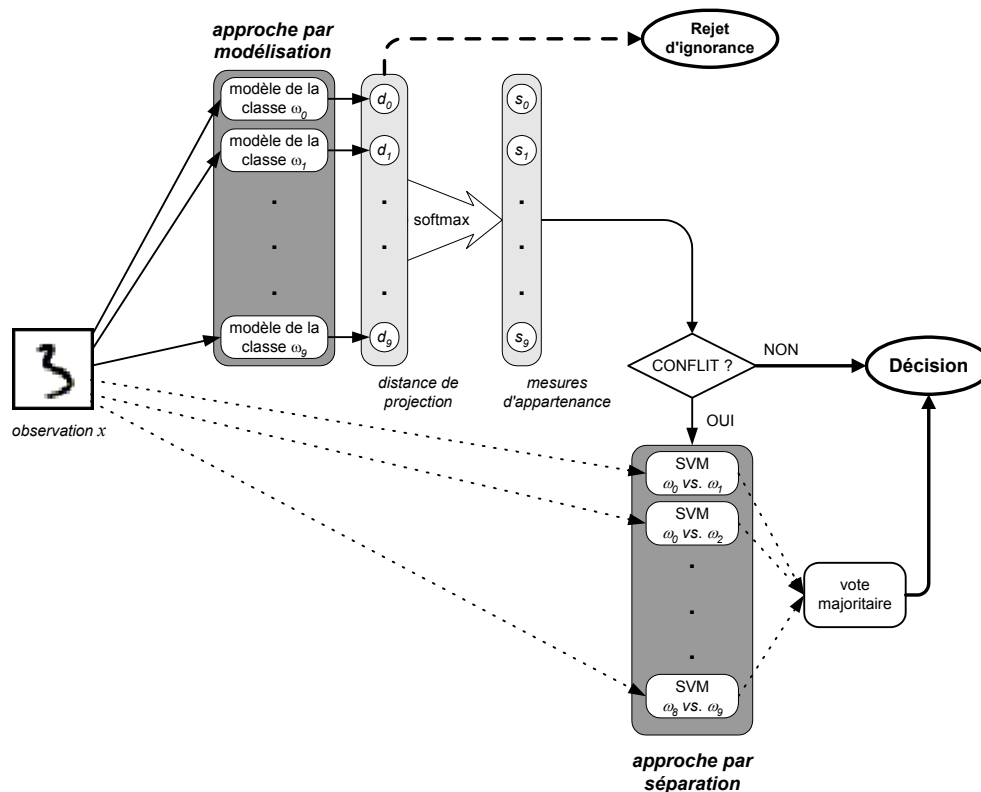 approche par
modélisation
Rejet
d'ignorance
modèle de la
classe ω0
d0
s0
modèle de la
classe ω1
d1
s1
softmax
modèle de la
classe ω9
d9
s9
observation x
distance de
projection
mesures
d'appartenance
CONFLIT ?
NON
Décision
OUI
SVM
ω0 vs. ω1
SVM
ω0 vs. ω2
vote
majoritaire
SVM
ω8 vs. ω9
approche par
séparation